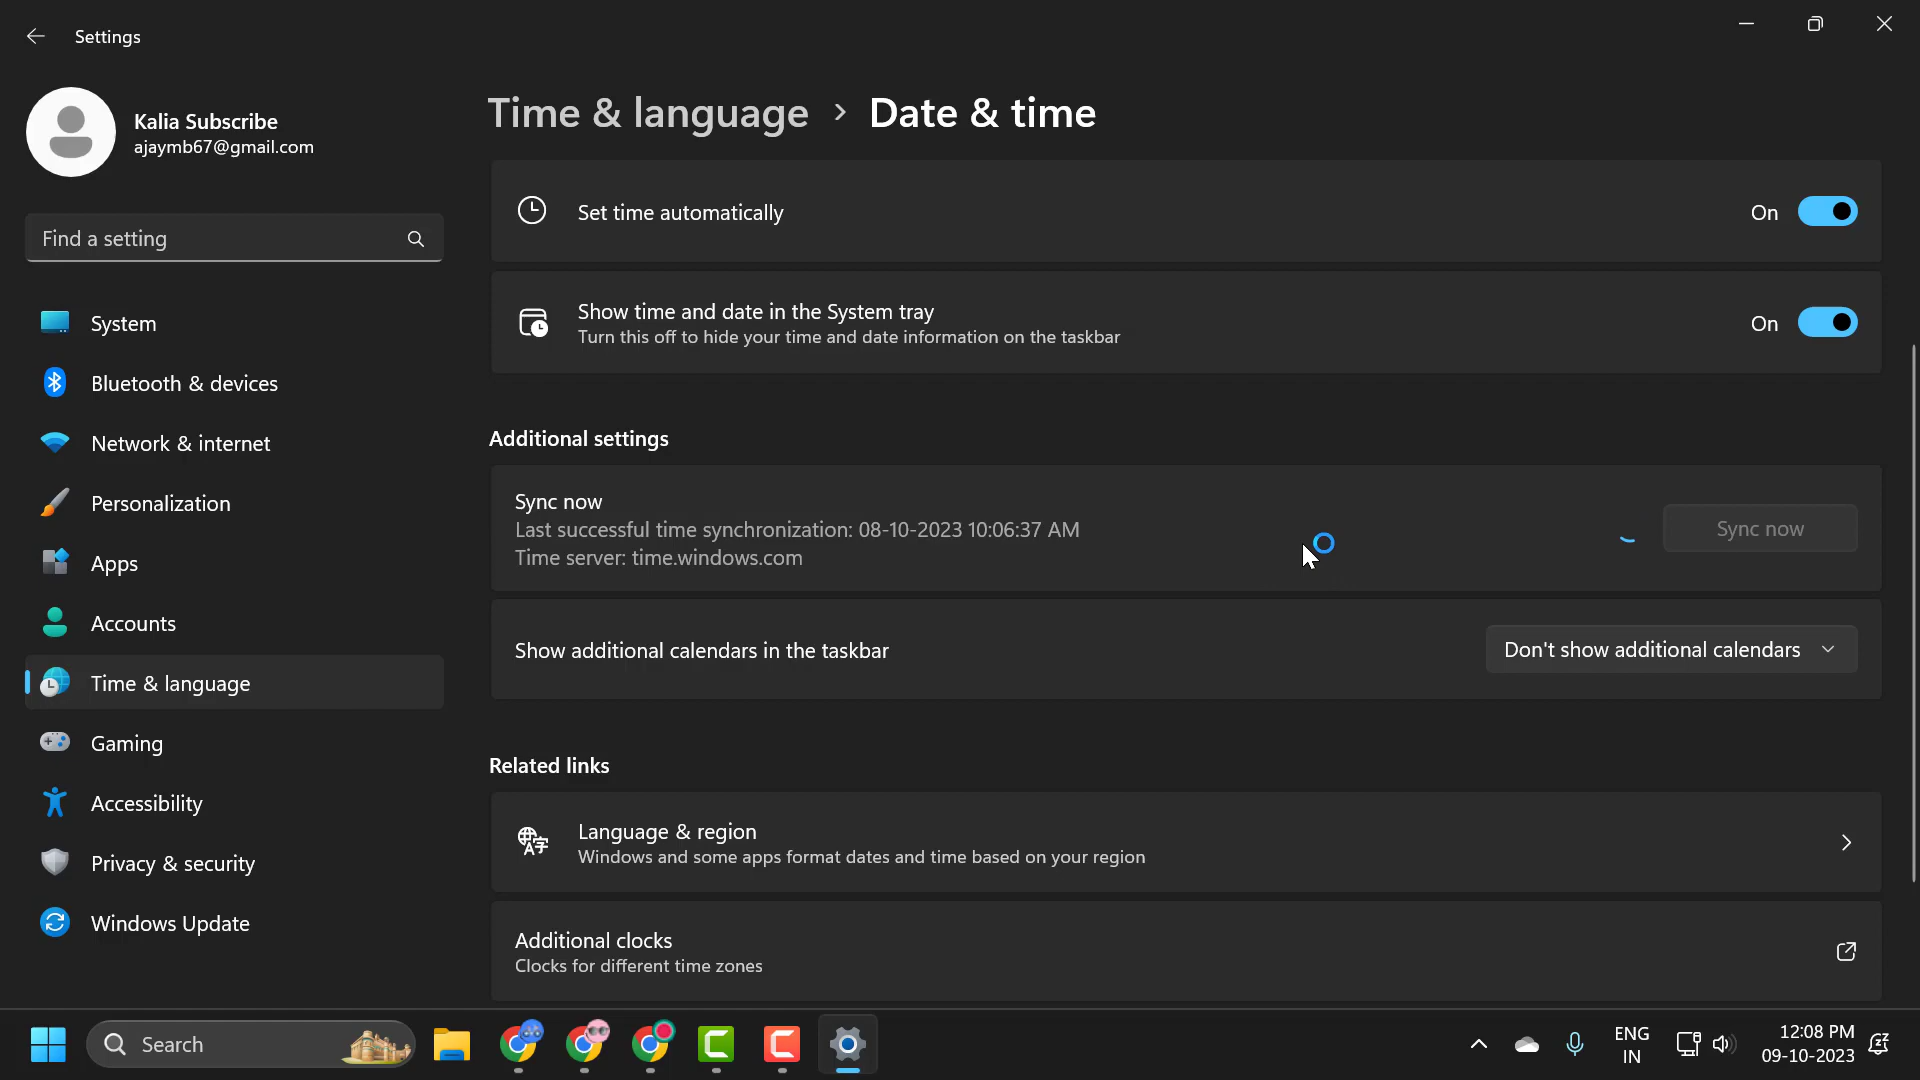 Settings
Kalia Subscribe
ajaymb67@gmail.com
Find a setting
System
Bluetooth & devices
Network & internet
Personalization
Apps
Accounts
Time & language
Gaming
Accessibility
Privacy & security
Windows Update
Time & language > Date & time
Set time automatically
On
Show time and date in the System tray
Turn this off to hide your time and date information on the taskbar
On
Additional settings
Sync now
Last successful time synchronization: 08-10-2023 10:06:37 AM
Time server: time.windows.com
Sync now
Show additional calendars in the taskbar
Don't show additional calendars
Related links
Language & region
Windows and some apps format dates and time based on your region
Additional clocks
Clocks for different time zones
Search
ENG
IN
12:08 PM
09-10-2023